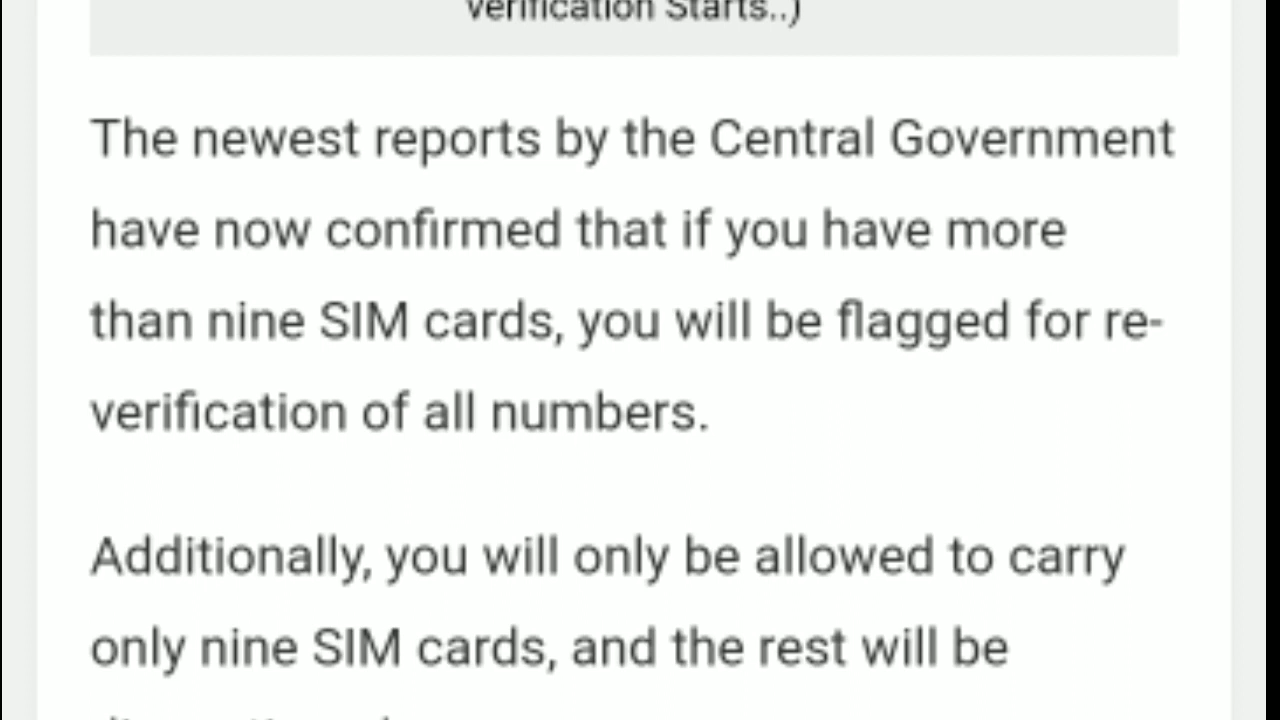 verification Starts..)
The newest reports by the Central Government
have now confirmed that if you have more
than nine SIM cards, you will be flagged for re-
verification of all numbers.
Additionally, you will only be allowed to carry
only nine SIM cards, and the rest will be